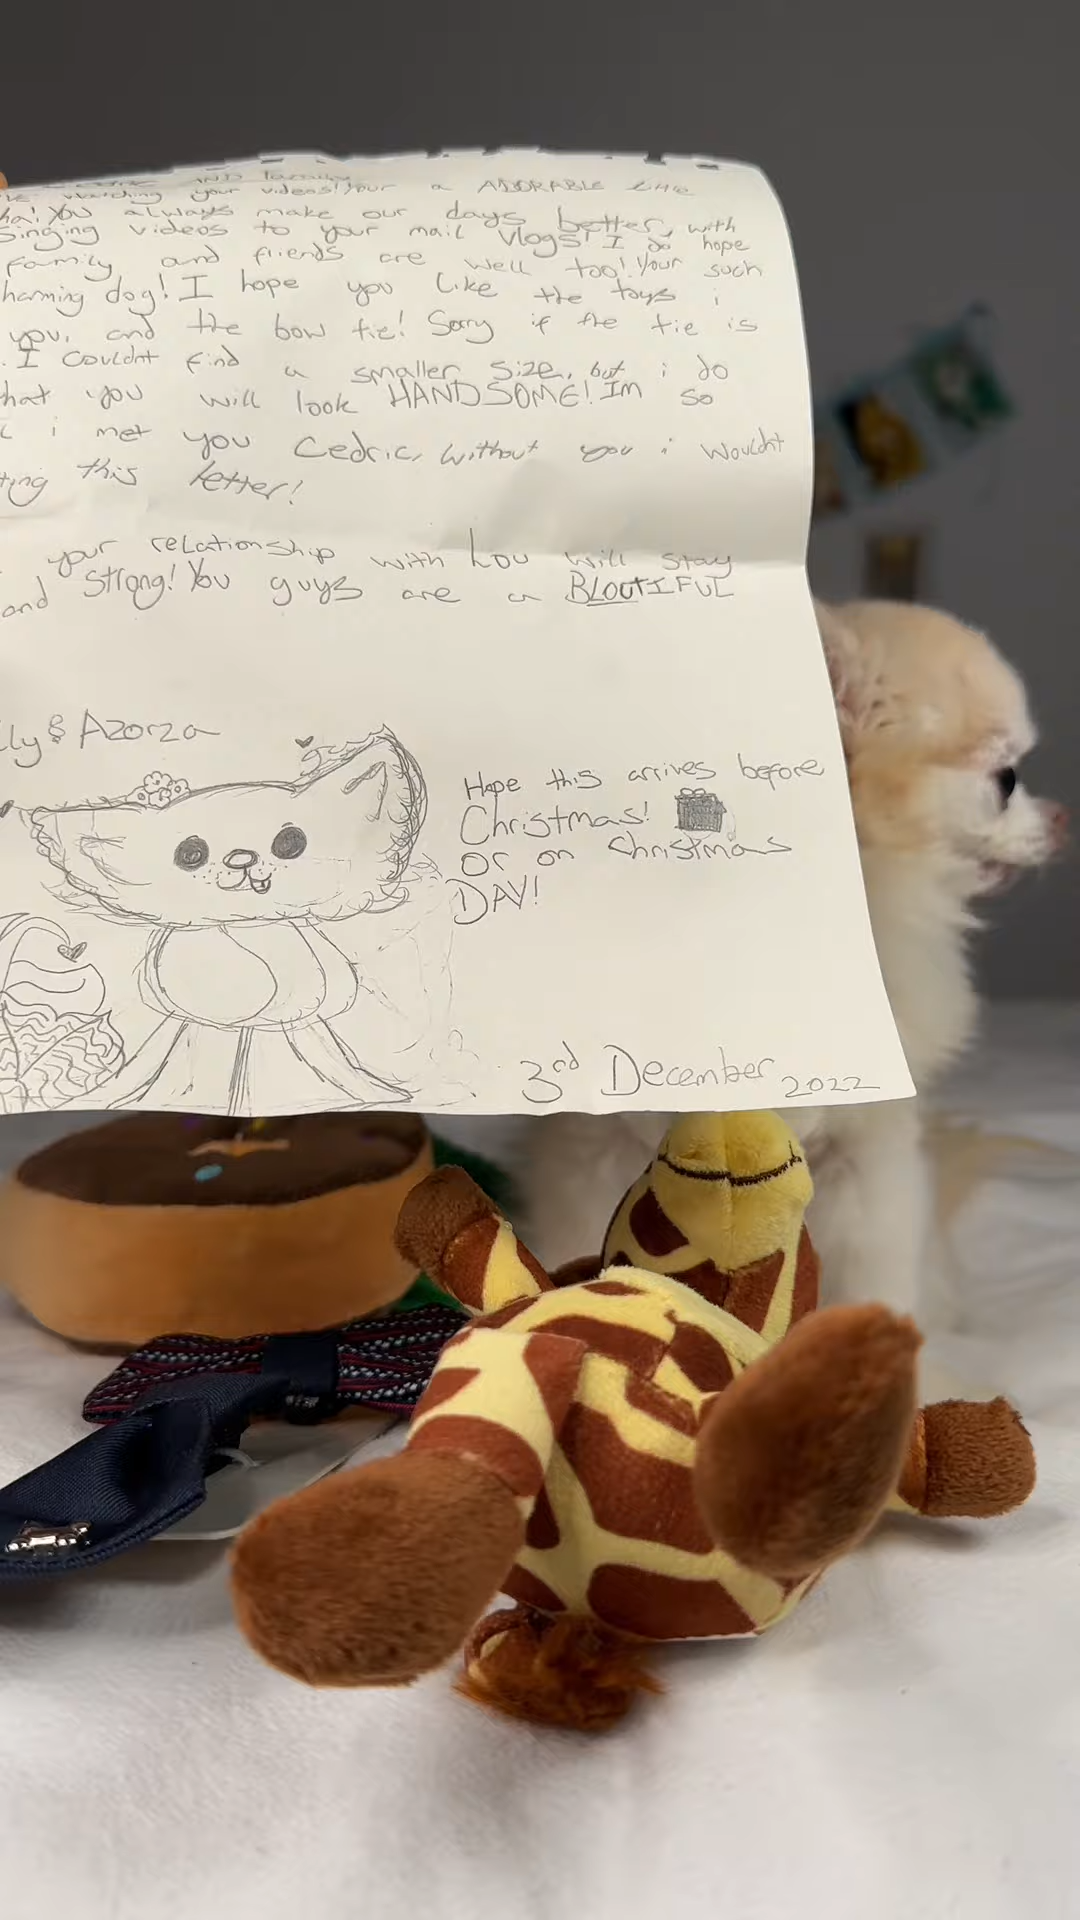 AND family
watching your videos! Your a ADORABLE little
ha! You always make our days better, with
singing videos to your mail vlogs! I do hope
family and friends are well too! Your such
harming dog! I hope you like the toys i
you, and the bow tie! Sorry if the tie is
. I Couldnt find a smaller size, but i do
hat you will look HANDSOME! Im so
i met you Cedric, without you i wouldnt
ting this letter!
your relationship with Lou will stay
and strong! You guys are a BLOUTIFUL
lly & Azorza
Hope this arrives before
Christmas!
Or on Christmas
DAY!
3rd December 2022